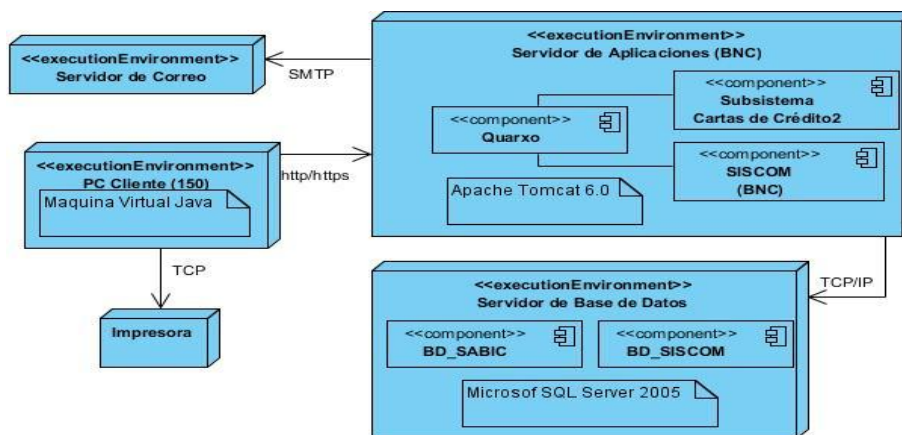 <<executionEnvironment>>
Servidor de Correo
SMTP
<<executionEnvironment>>
Servidor de Aplicaciones (BNC)
<<component>>
Quarxo
<<component>>
Subsistema
Cartas de Crédito2
<<component>>
SISCOM
(BNC)
Apache Tomcat 6.0
<<executionEnvironment>>
PC Cliente (150)
Maquina Virtual Java
http/https
TCP
Impresora
TCP/IP
<<executionEnvironment>>
Servidor de Base de Datos
<<component>>
BD_SABIC
<<component>>
BD_SISCOM
Microsof SQL Server 2005